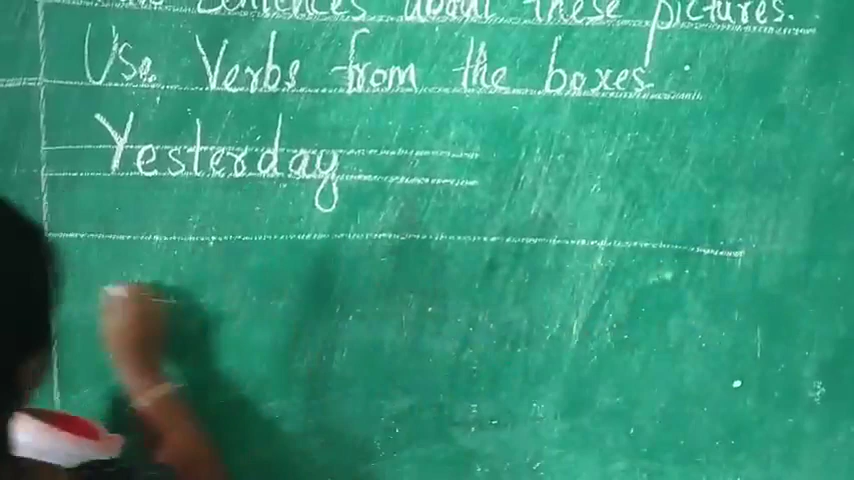 sentences about these pictures.
Use Verbs from the boxes.
Yesterday